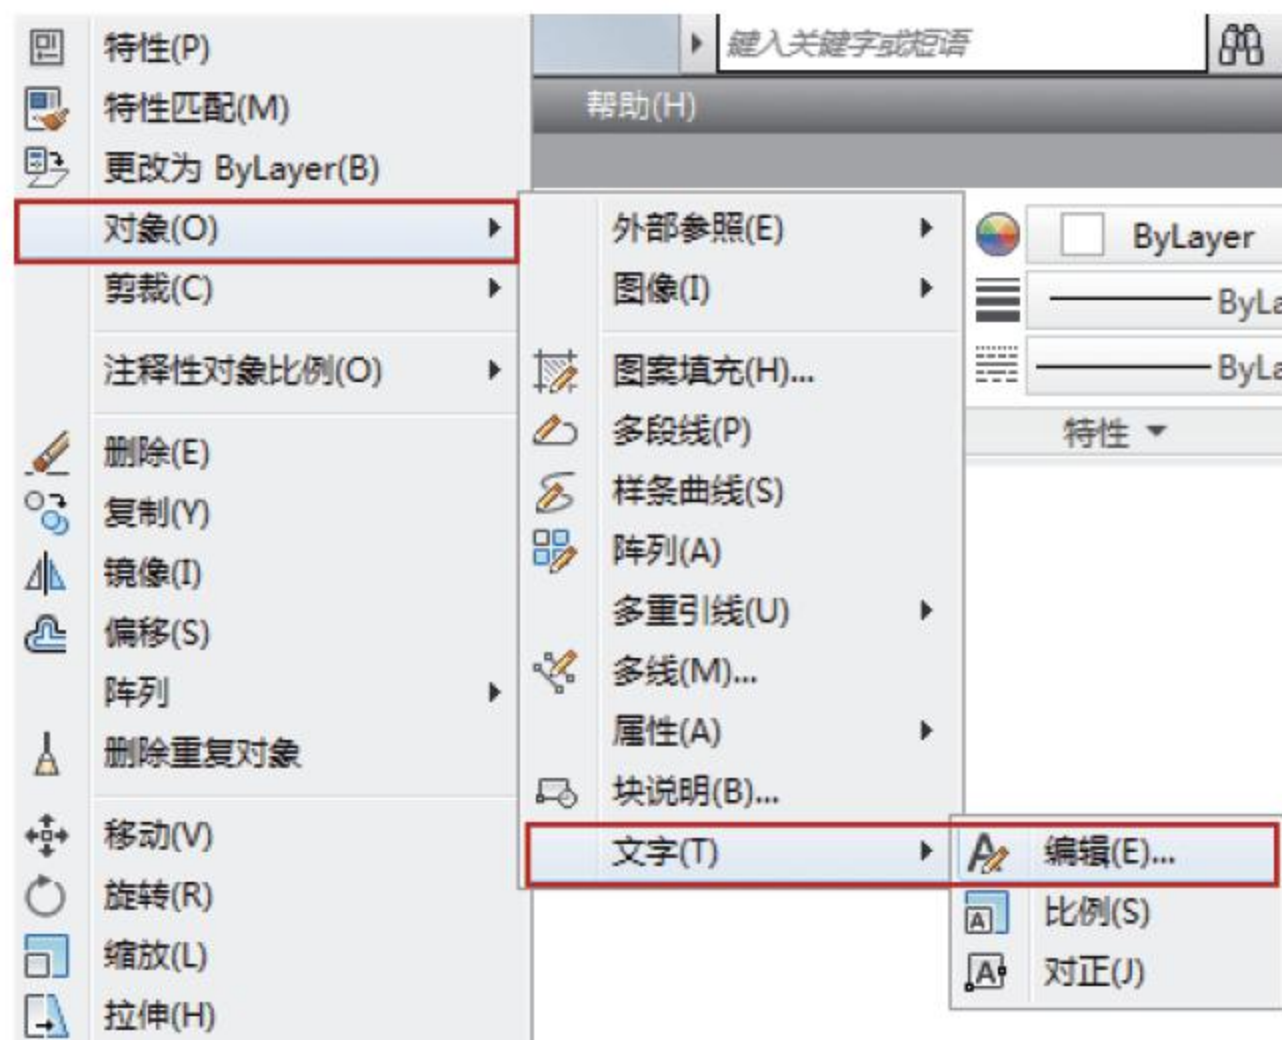 特性(P)
特性匹配(M)
更改为 ByLayer(B)
对象(O)
剪裁(C)
注释性对象比例(O)
删除(E)
复制(Y)
镜像(I)
偏移(S)
阵列
删除重复对象
移动(V)
旋转(R)
缩放(L)
拉伸(H)
键入关键字或短语
帮助(H)
外部参照(E)
图像(I)
图案填充(H)...
多段线(P)
样条曲线(S)
阵列(A)
多重引线(U)
多线(M)...
属性(A)
块说明(B)...
文字(T)
ByLayer
ByLa
ByLa
特性
编辑(E)...
比例(S)
对正(J)